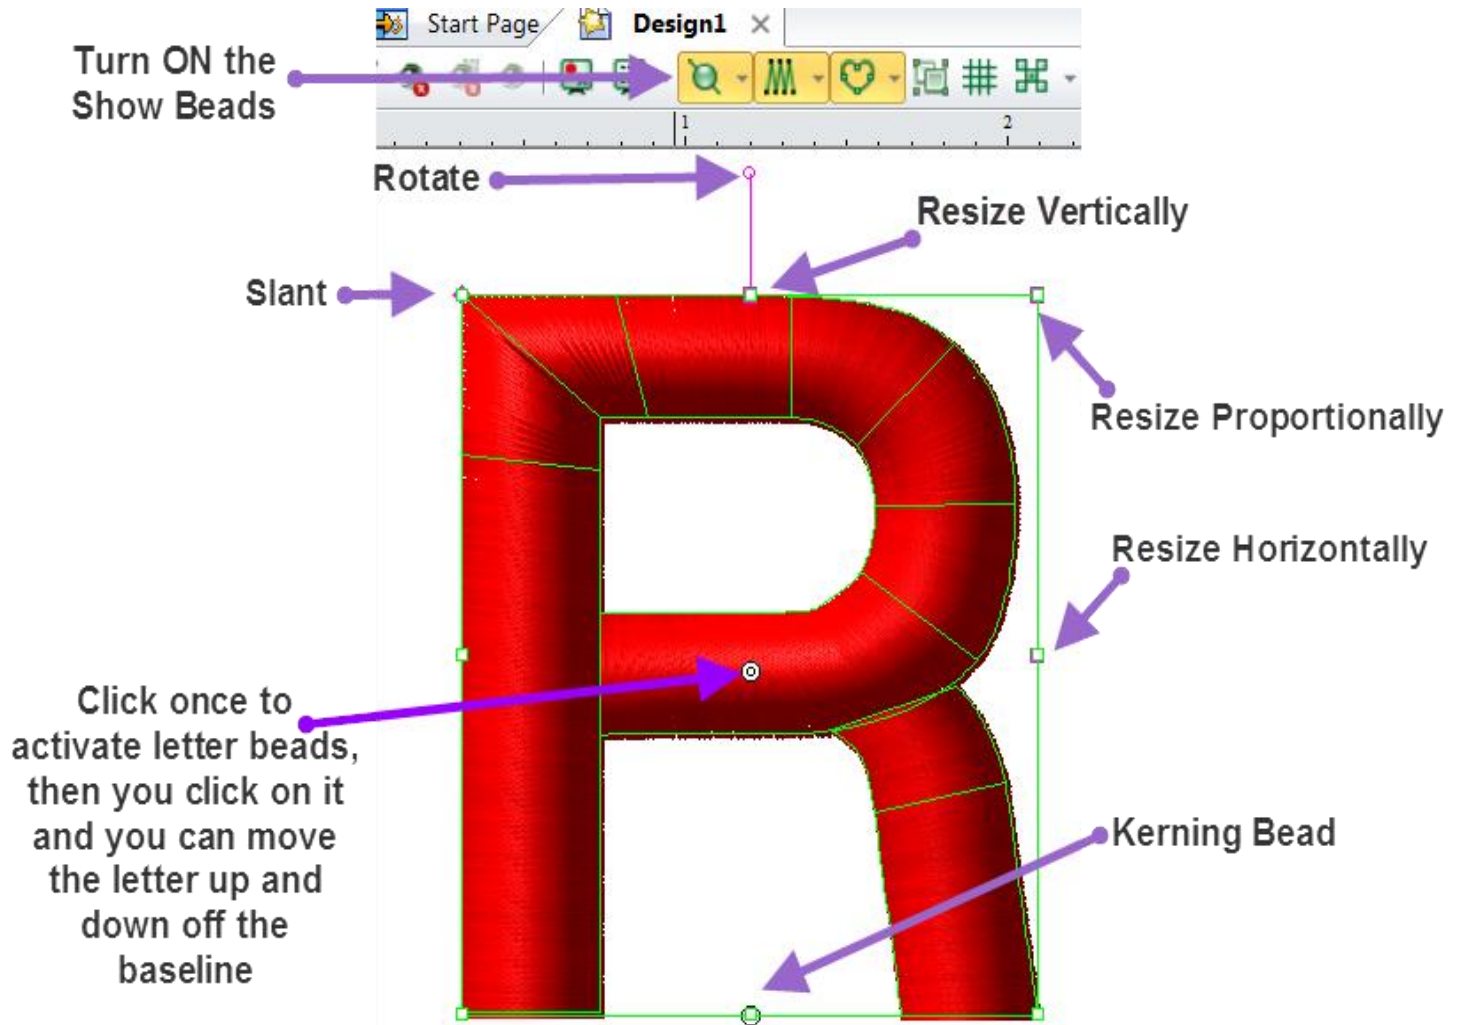 Start Page
Design1
Turn ON the
Show Beads
1
2
Rotate
Resize Vertically
Slant
Resize Proportionally
Resize Horizontally
Click once to
activate letter beads,
then you click on it
and you can move
the letter up and
down off the
baseline
Kerning Bead
R